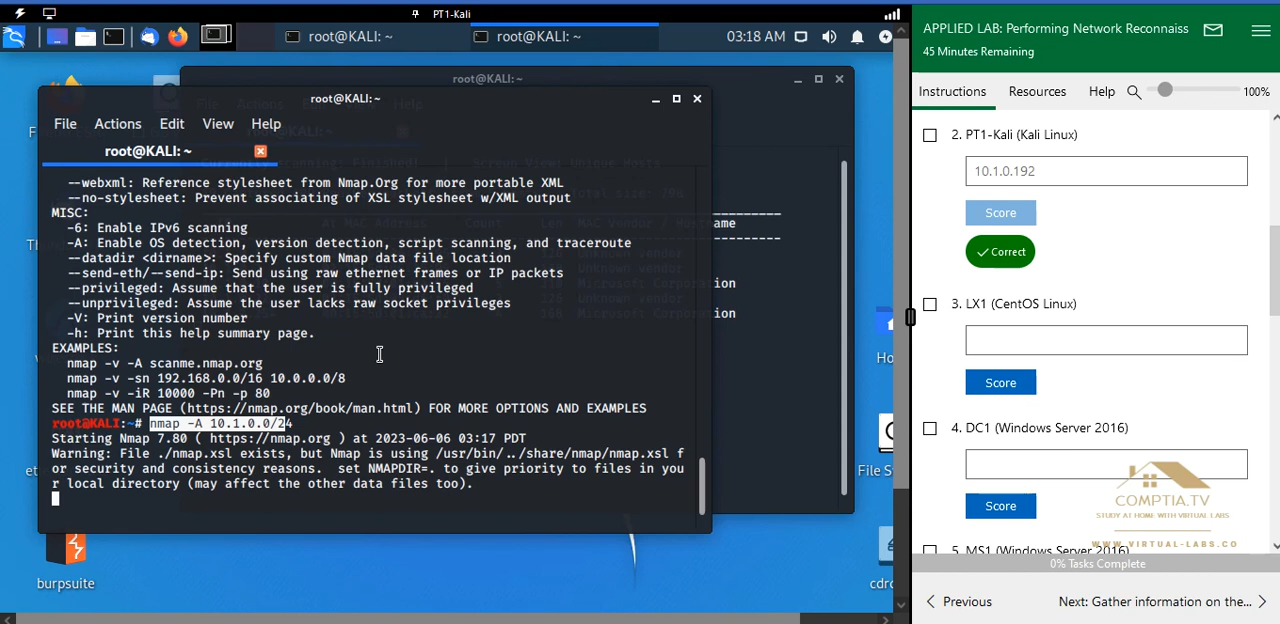 PT1-Kali
root@KALI: ~
root@KALI: ~
03:18 AM
root@KALI:~
root@KALI:~
File Actions Edit View Help
root@KALI: ~
--webxml: Reference stylesheet from Nmap.Org for more portable XML
--no-stylesheet: Prevent associating of XSL stylesheet w/XML output
MISC:
-6: Enable IPv6 scanning
-A: Enable OS detection, version detection, script scanning, and traceroute
--datadir <dirname>: Specify custom Nmap data file location
--send-eth/--send-ip: Send using raw ethernet frames or IP packets
--privileged: Assume that the user is fully privileged
--unprivileged: Assume the user lacks raw socket privileges
-V: Print version number
-h: Print this help summary page.
EXAMPLES:
nmap -v -A scanme.nmap.org
nmap -v -sn 192.168.0.0/16 10.0.0.0/8
nmap -v -iR 10000 -Pn -p 80
SEE THE MAN PAGE (https://nmap.org/book/man.html) FOR MORE OPTIONS AND EXAMPLES
root@KALI:~# nmap -A 10.1.0.0/24
Starting Nmap 7.80 ( https://nmap.org ) at 2023-06-06 03:17 PDT
Warning: File ./nmap.xsl exists, but Nmap is using /usr/bin/../share/nmap/nmap.xsl f
or security and consistency reasons.  set NMAPDIR=. to give priority to files in you
r local directory (may affect the other data files too).
burpsuite
File S
APPLIED LAB: Performing Network Reconnaiss
45 Minutes Remaining
Instructions Resources Help 100%
2. PT1-Kali (Kali Linux)
10.1.0.192
Score
Correct
3. LX1 (CentOS Linux)
Score
4. DC1 (Windows Server 2016)
Score
COMPTIA.TV
STUDY AT HOME WITH VIRTUAL LABS
WWW.VIRTUAL-LABS.CO
5. MS1 (Windows Server 2016)
0% Tasks Complete
Previous
Next: Gather information on the...